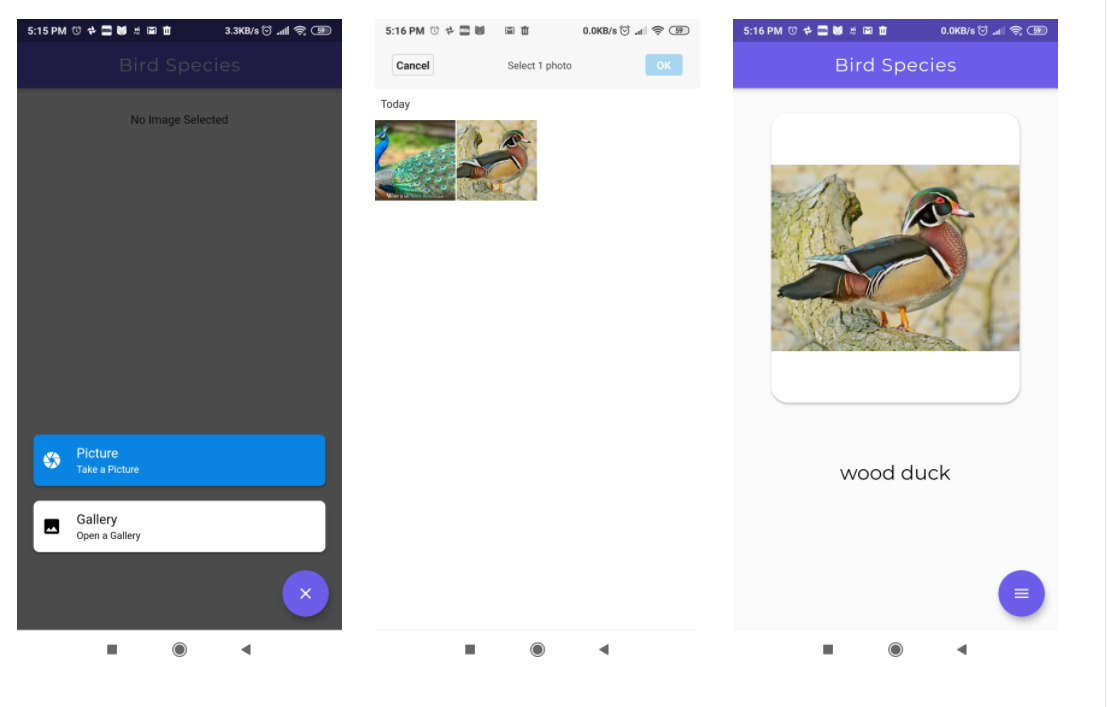 5:15 PM
3.3KB/s
59
Bird Species
No Image Selected
Picture
Take a Picture
Gallery
Open a Gallery
5:16 PM
0.0KB/s
59
Cancel
Select 1 photo
OK
Today
5:16 PM
0.0KB/s
59
Bird Species
wood duck